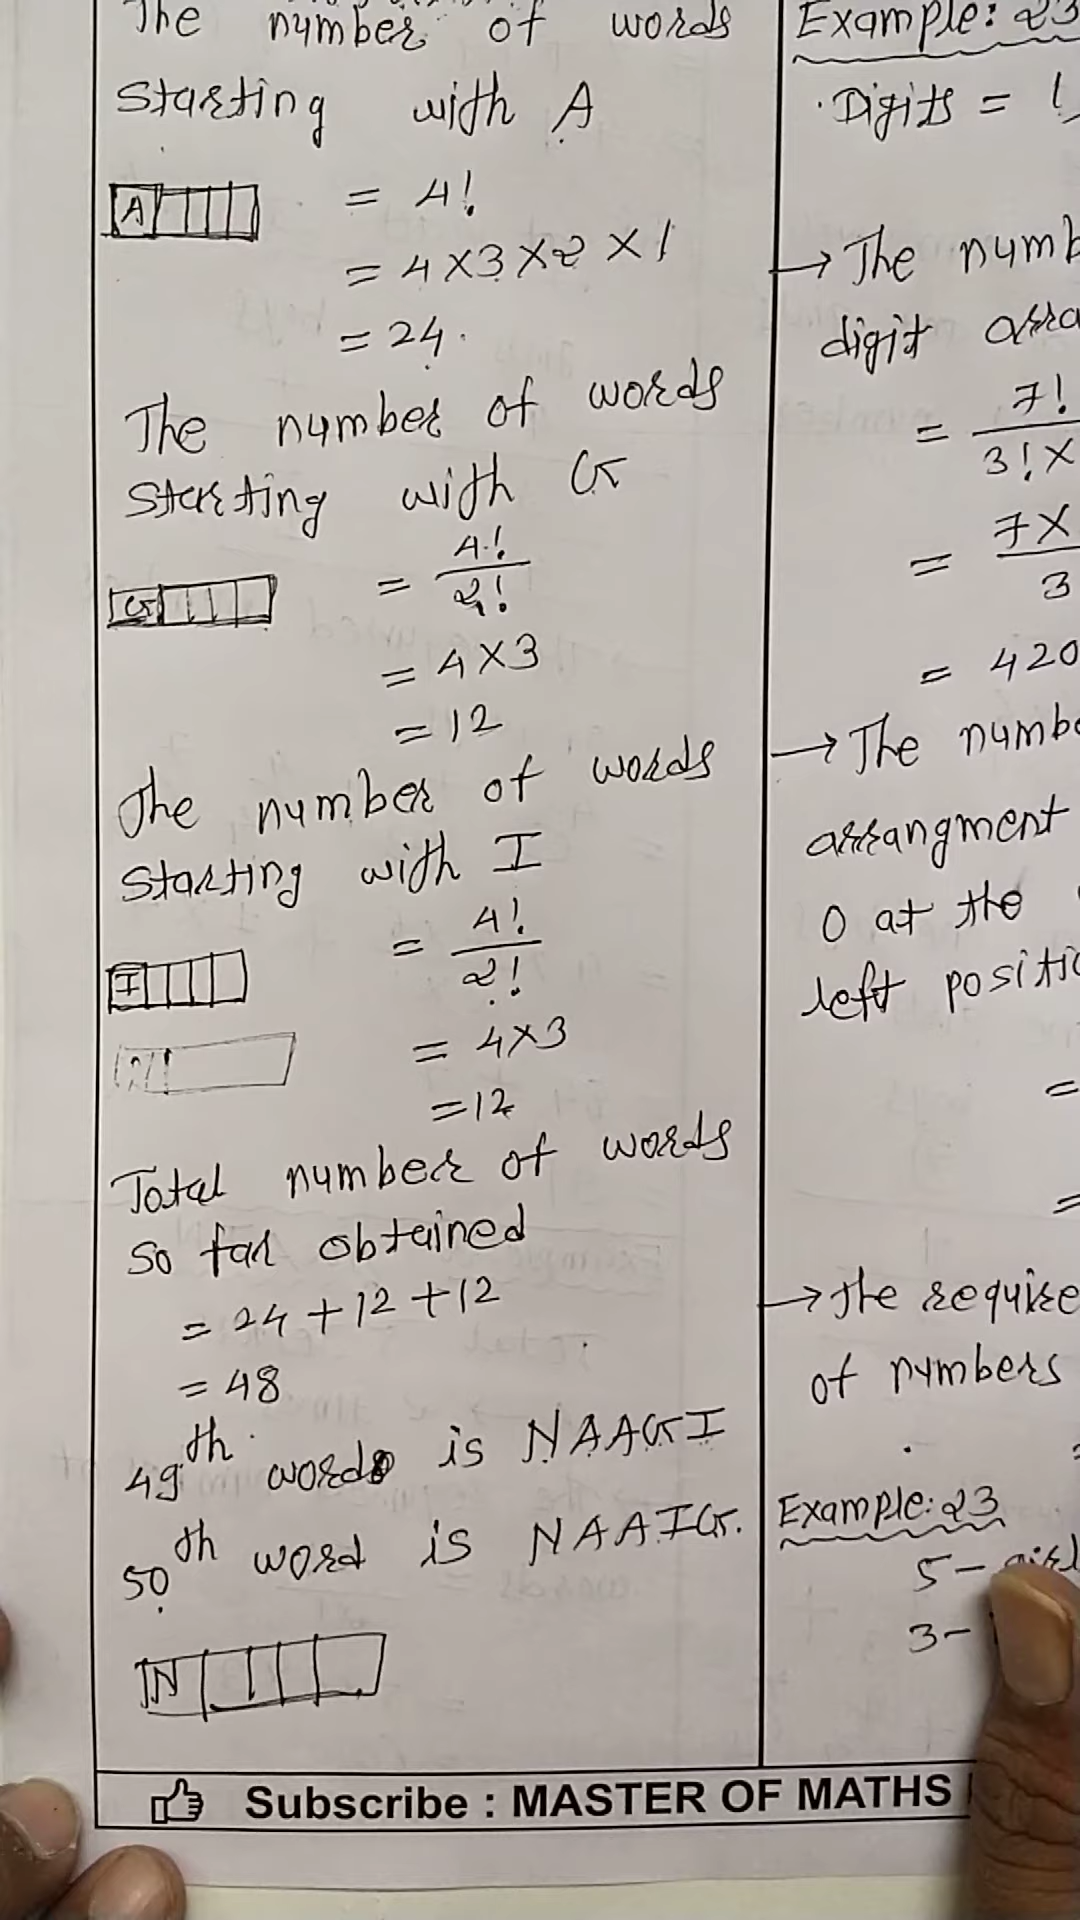 The number of words
starting with A
A
= 4!
= 4×3×2×1
= 24.
The number of words
starting with G
G
= 4!/2!
= 4×3
= 12
The number of words
starting with I
I
= 4!/2!
= 4×3
= 12
Total number of words
so far obtained
= 24+12+12
= 48
49th word is NAAGI
50th word is NAAIG.
N
Example: 23
Digits =
→ The numb
digit arra
= 7!
3!×
= 7×
3
= 420
→ The numbe
arrangment
0 at the
left positio
=
=
→ The require
of numbers
Example: 23
5-
3-
Subscribe : MASTER OF MATHS